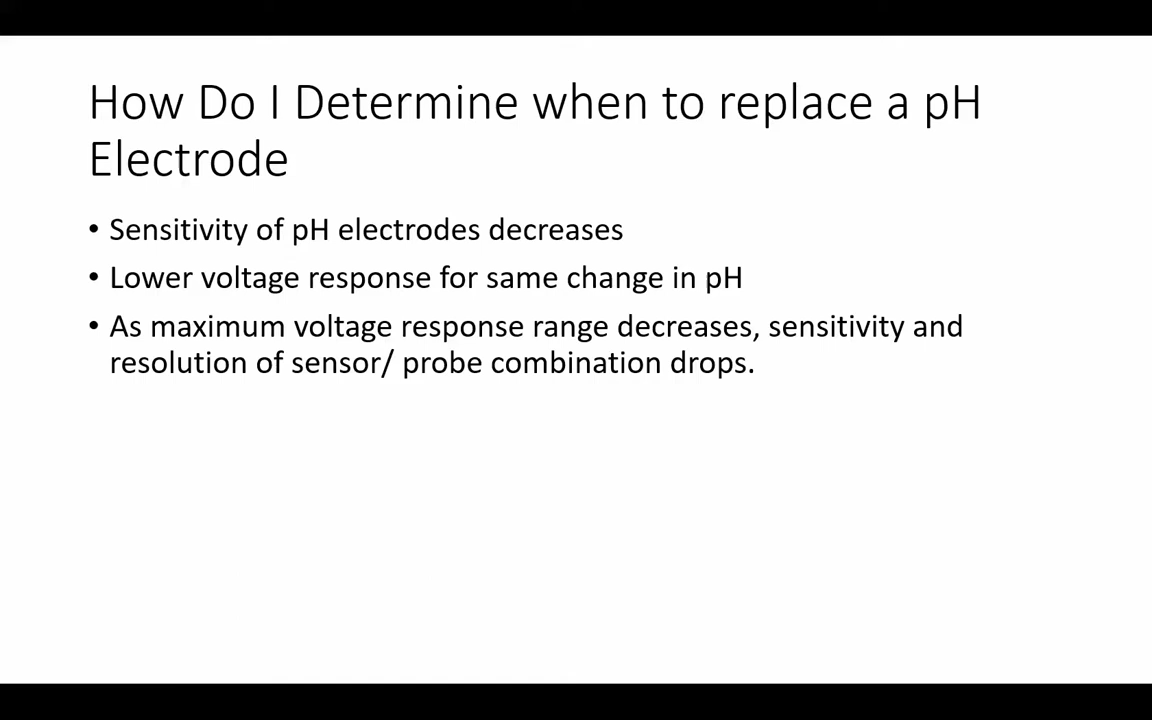 How Do I Determine when to replace a pH
Electrode
• Sensitivity of pH electrodes decreases
• Lower voltage response for same change in pH
• As maximum voltage response range decreases, sensitivity and
resolution of sensor/ probe combination drops.